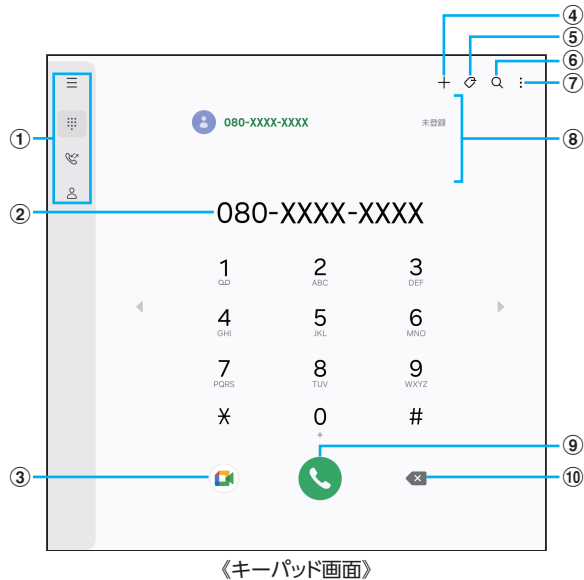 ④
⑤
⑥
⑦
080-XXXX-XXXX 未登録
①
⑧
② 080-XXXX-XXXX
1 2 3
ABC DEF
4 5 6
GHI JKL MNO
7 8 9
PQRS TUV WXYZ
* 0 #
+
⑨
③
⑩
《キーパッド画面》